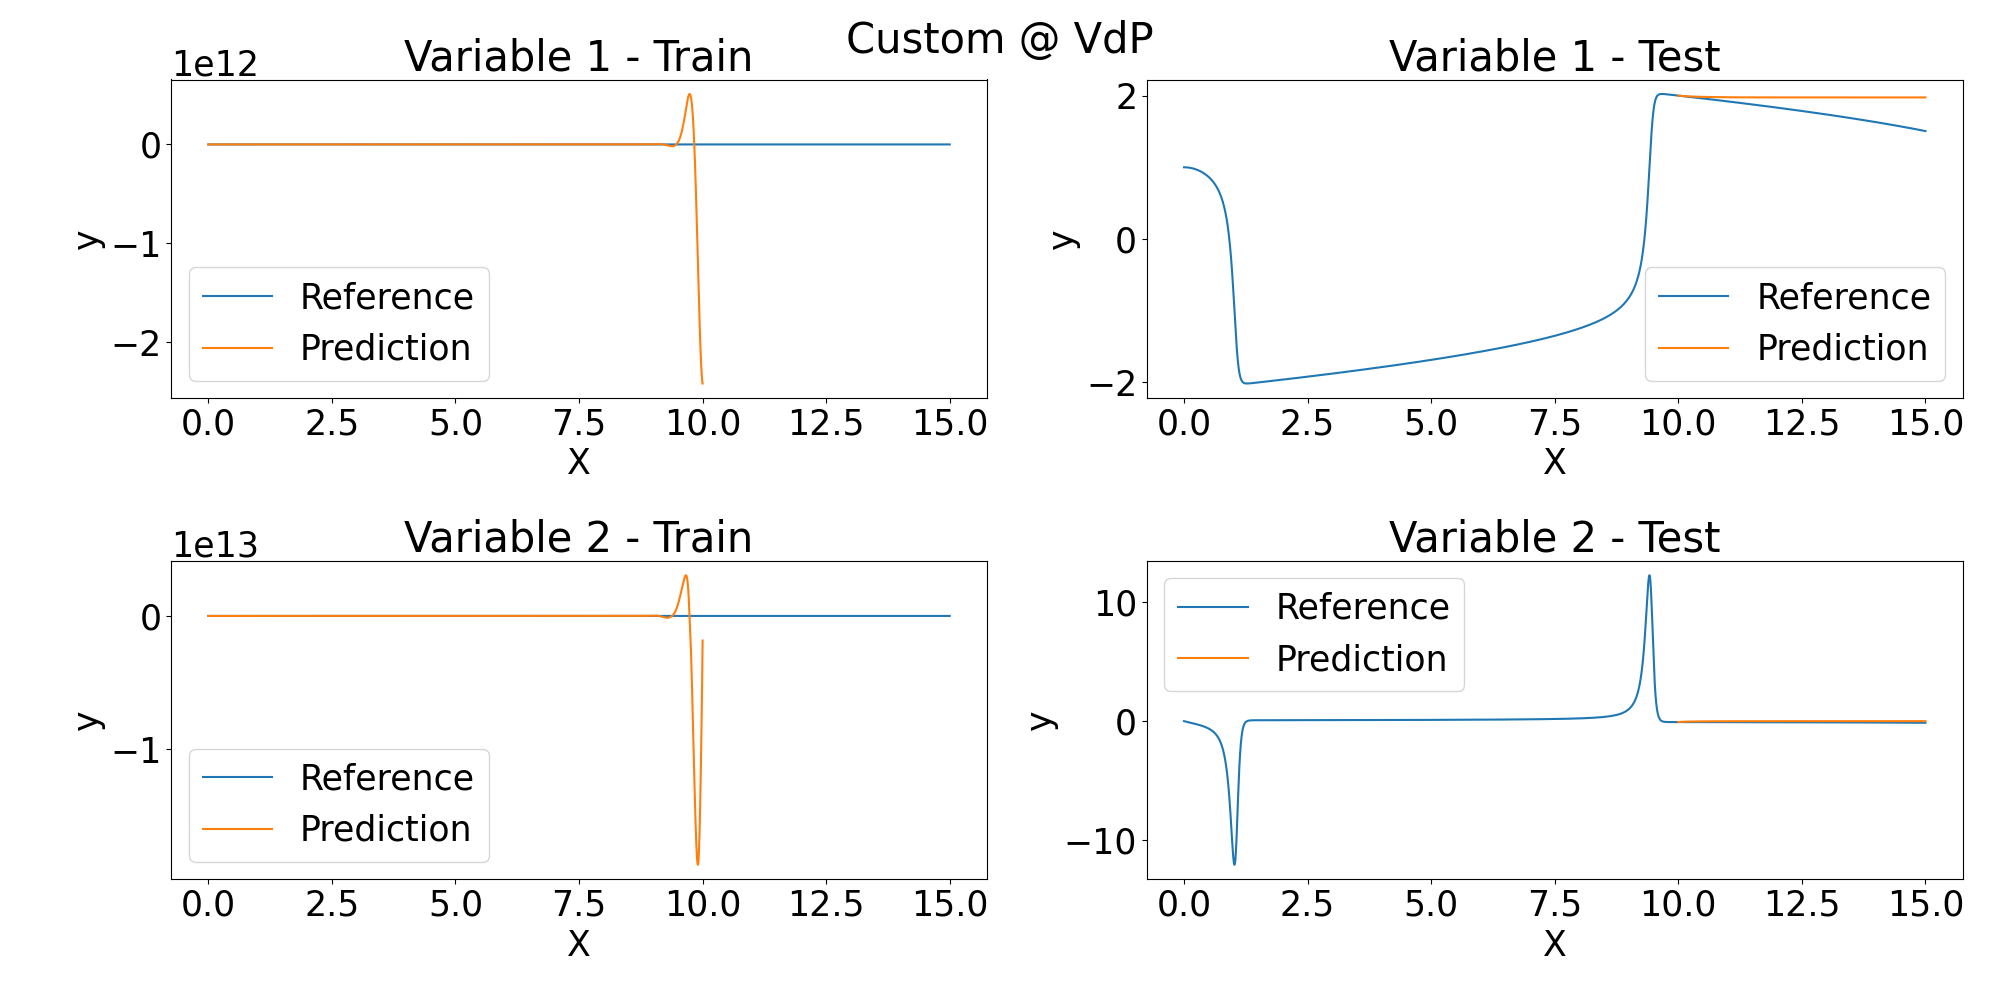 Custom @ VdP
Variable 1 - Train
1e12
0
−1
−2
y
Reference
Prediction
0.0 2.5 5.0 7.5 10.0 12.5 15.0
X
Variable 1 - Test
2
0
−2
y
Reference
Prediction
0.0 2.5 5.0 7.5 10.0 12.5 15.0
X
Variable 2 - Train
1e13
0
−1
y
Reference
Prediction
0.0 2.5 5.0 7.5 10.0 12.5 15.0
X
Variable 2 - Test
10
0
−10
y
Reference
Prediction
0.0 2.5 5.0 7.5 10.0 12.5 15.0
X